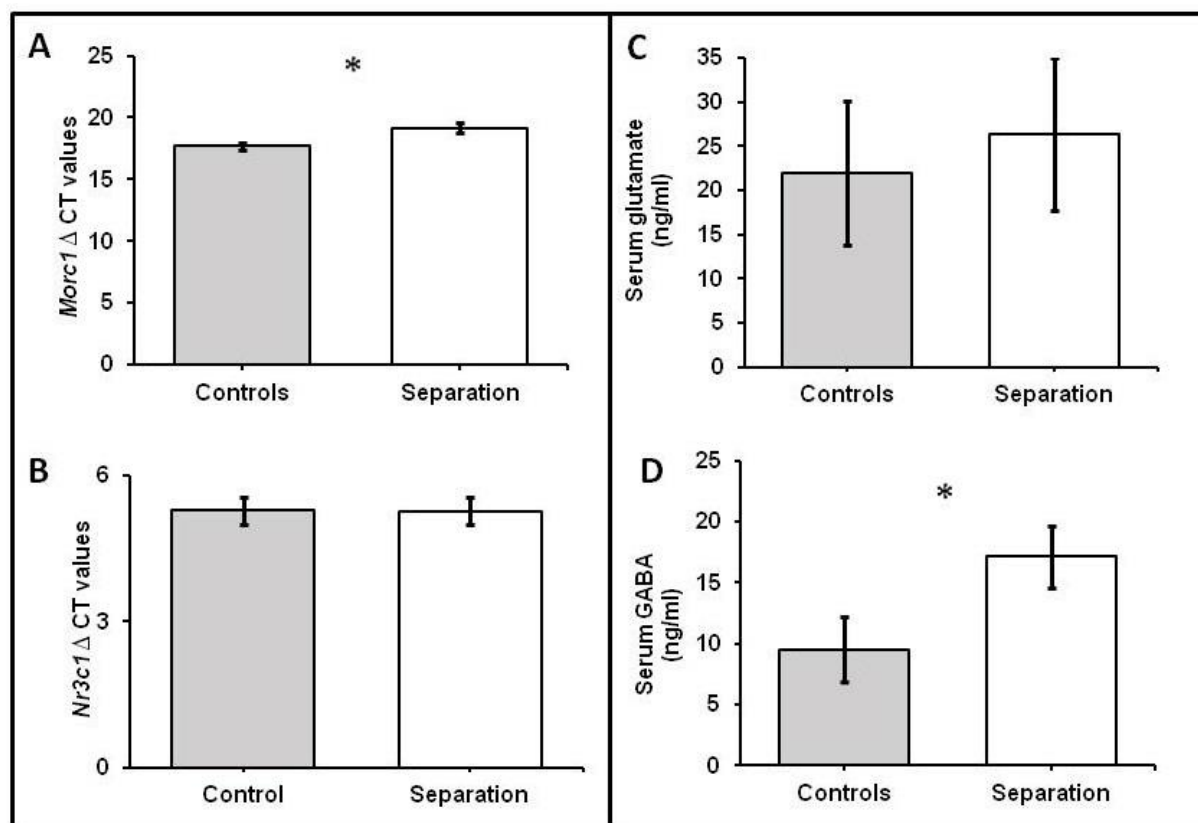 A
*
Morc1 Δ CT values
25
20
15
10
5
0
Controls Separation
B
Nr3c1 Δ CT values
6
3
0
Control Separation
C
Serum glutamate
(ng/ml)
35
30
25
20
15
10
5
0
Controls Separation
D
*
Serum GABA
(ng/ml)
25
20
15
10
5
0
Controls Separation